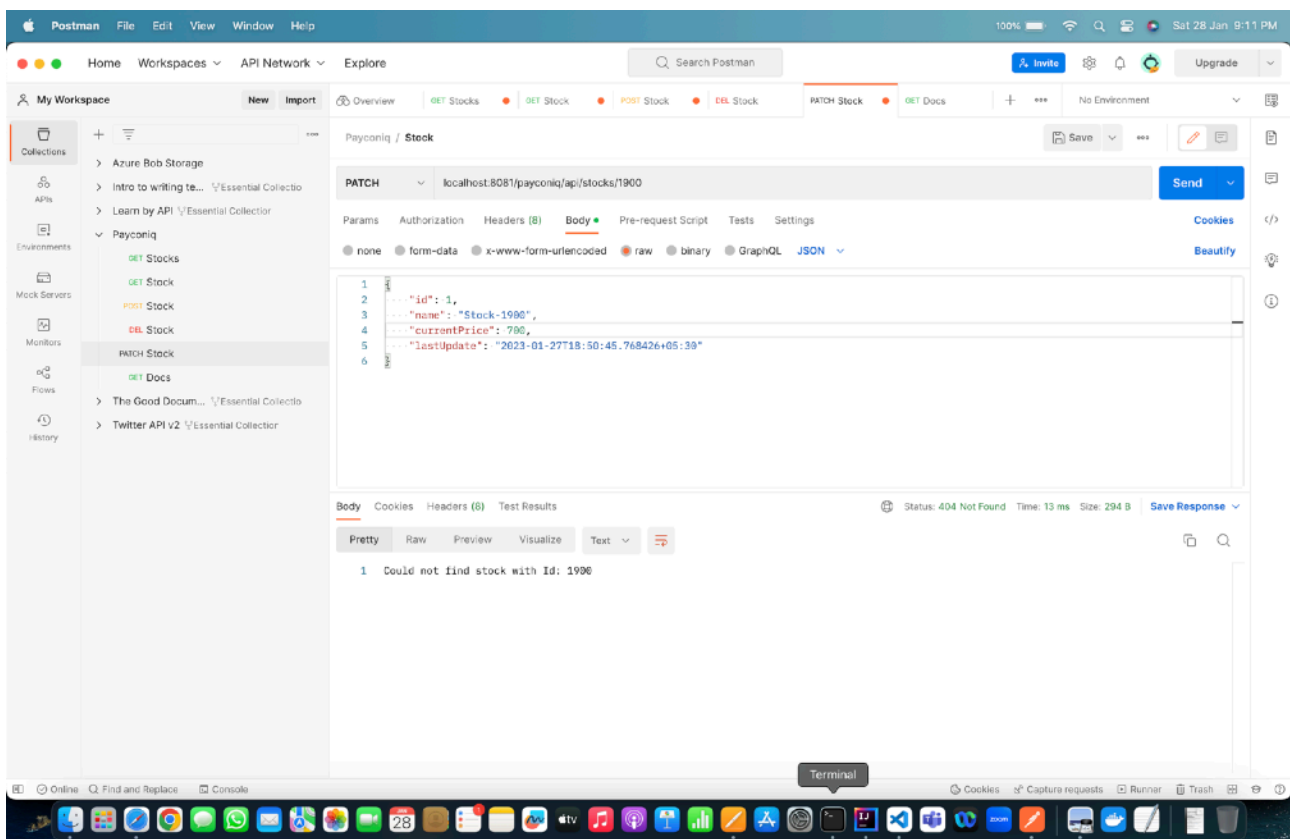 Postman File Edit View Window Help 100% Sat 28 Jan 9:11 PM
Home Workspaces API Network Explore Search Postman Invite Upgrade
My Workspace New Import Overview GET Stocks GET Stock POST Stock DEL Stock PATCH Stock GET Docs No Environment
Collections
APIs
Environments
Mock Servers
Monitors
Flows
History
Azure Bob Storage
Intro to writing te... Essential Collectio
Learn by API Essential Collectior
Payconiq
GET Stocks
GET Stock
POST Stock
DEL Stock
PATCH Stock
GET Docs
The Good Docum... Essential Collectio
Twitter API v2 Essential Collectior
Payconiq / Stock Save
PATCH localhost:8081/payconiq/api/stocks/1900 Send
Params Authorization Headers (8) Body Pre-request Script Tests Settings Cookies
none form-data x-www-form-urlencoded raw binary GraphQL JSON Beautify
1 {
2 "id": 1,
3 "name": "Stock-1900",
4 "currentPrice": 700,
5 "lastUpdate": "2023-01-27T18:50:45.768426+05:30"
6 }
Body Cookies Headers (8) Test Results Status: 404 Not Found Time: 13 ms Size: 294 B Save Response
Pretty Raw Preview Visualize Text
1 Could not find stock with Id: 1900
Terminal
Online Find and Replace Console Cookies Capture requests Runner Trash
28 tv zoom